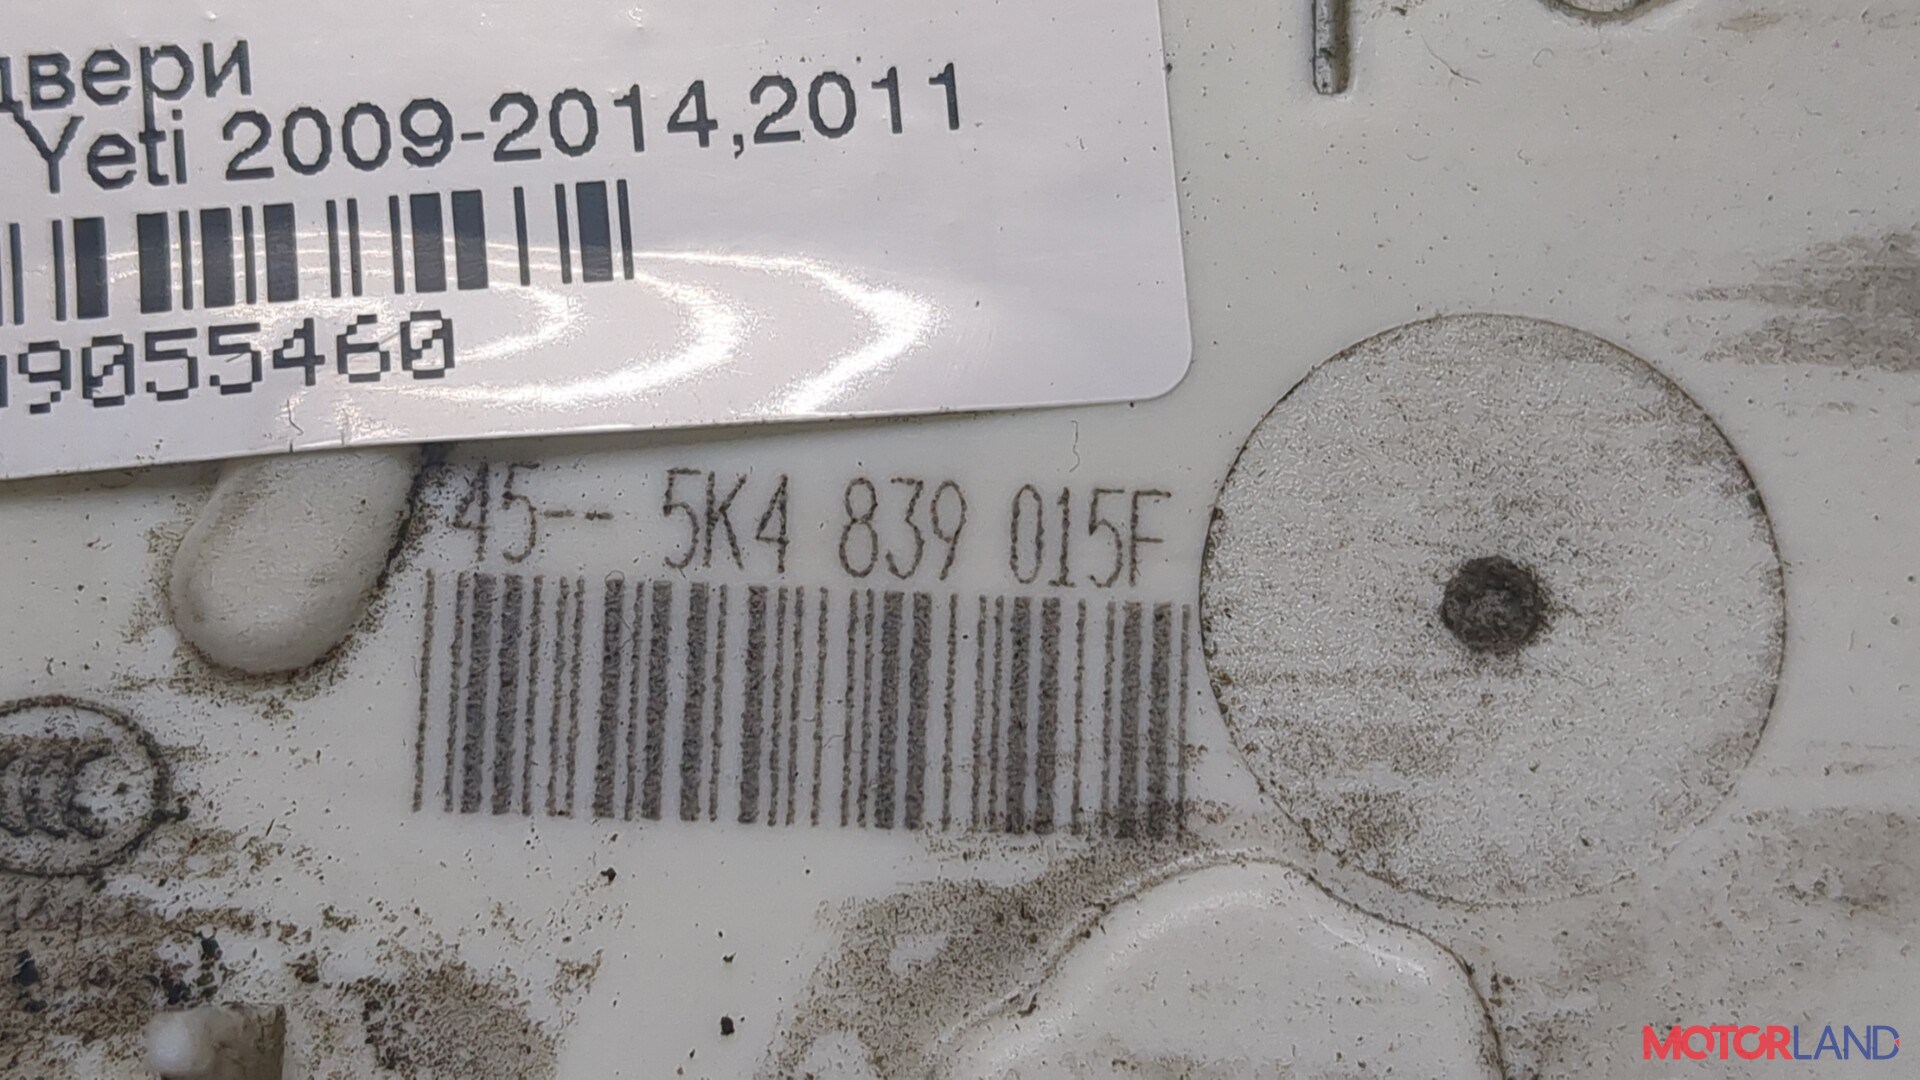 двери
Yeti 2009-2014,2011
9055460
45-- 5K4 839 015F
MOTORLAND